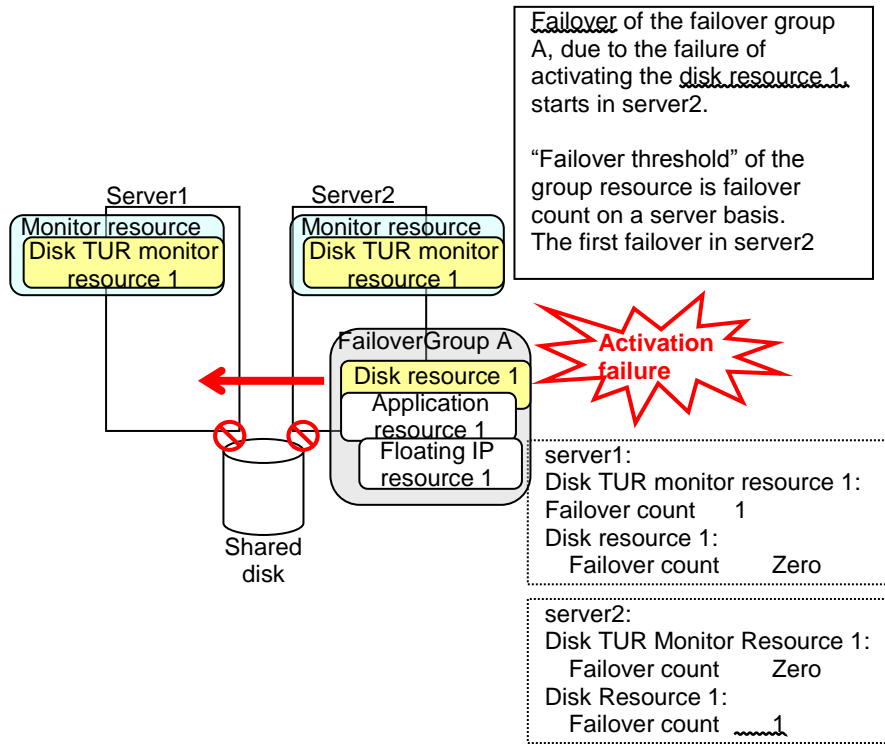 Failover of the failover group
A, due to the failure of
activating the disk resource 1,
starts in server2.
“Failover threshold” of the
group resource is failover
count on a server basis.
The first failover in server2
Server1
Monitor resource
Disk TUR monitor
resource 1
Server2
Monitor resource
Disk TUR monitor
resource 1
FailoverGroup A
Disk resource 1
Application
resource 1
Floating IP
resource 1
Activation
failure
Shared
disk
server1:
Disk TUR monitor resource 1:
Failover count 1
Disk resource 1:
Failover count Zero
server2:
Disk TUR Monitor Resource 1:
Failover count Zero
Disk Resource 1:
Failover count 1